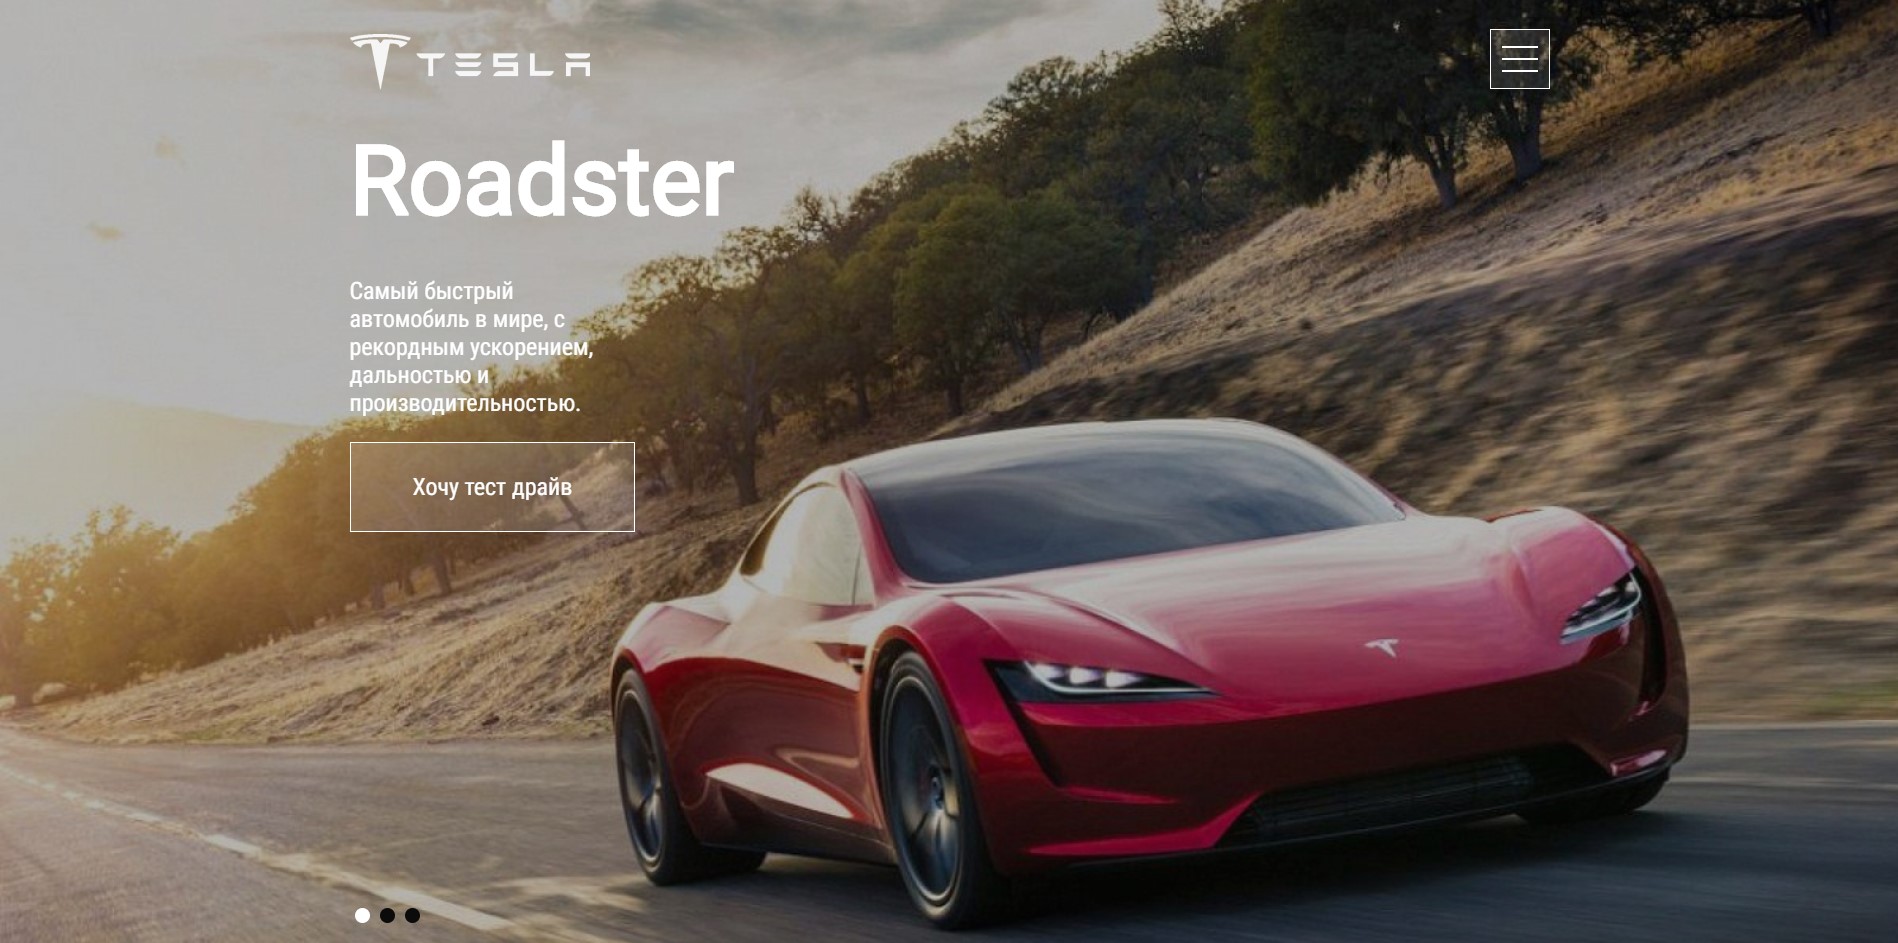 TESLA
Roadster
Самый быстрый
автомобиль в мире, с
рекордным ускорением,
дальностью и
производительностью.
Хочу тест драйв